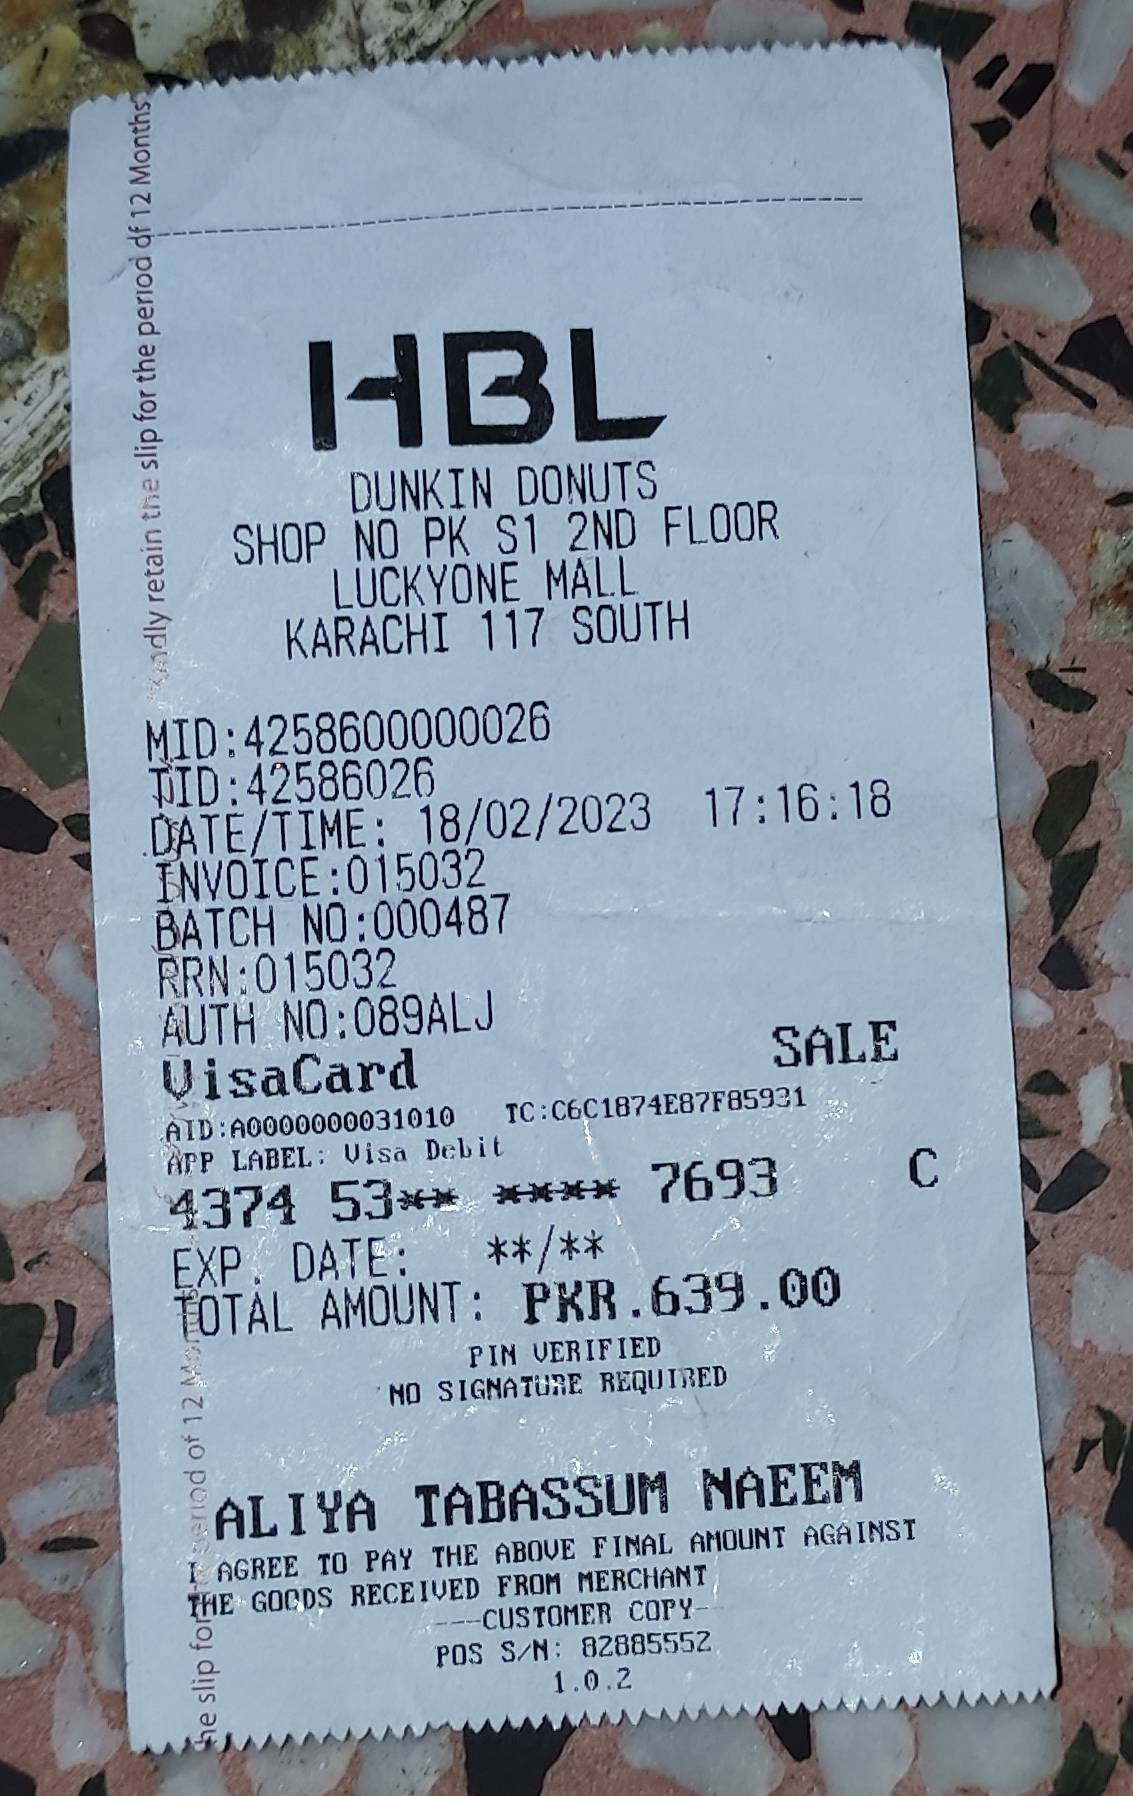 HBL
DUNKIN DONUTS
SHOP NO PK S1 2ND FLOOR
LUCKYONE MALL
KARACHI 117 SOUTH
MID:4258600000026
TID:42586026
DATE/TIME: 18/02/2023 17:16:18
INVOICE:015032
BATCH NO:000487
RRN:015032
AUTH NO:089ALJ
VisaCard SALE
AID:A0000000031010 TC:C6C1874E87F85931
APP LABEL: Visa Debit
4374 53** **** 7693 C
EXP. DATE: **/**
TOTAL AMOUNT: PKR.639.00
PIN VERIFIED
NO SIGNATURE REQUIRED
ALIYA TABASSUM NAEEM
I AGREE TO PAY THE ABOVE FINAL AMOUNT AGAINST
THE GOODS RECEIVED FROM MERCHANT
---CUSTOMER COPY-
POS S/N: 82885552
1.0.2
Kindly retain the slip for the period of 12 Months
the slip for the period of 12 Months